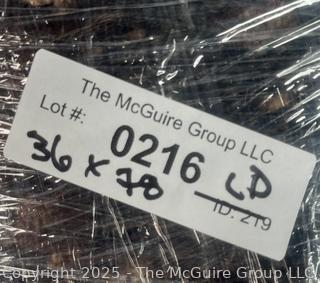 The McGuire Group LLC
Lot #: 0216
36 x 78 LD
ID: 219
Copyright 2025 - The McGuire Group LLC